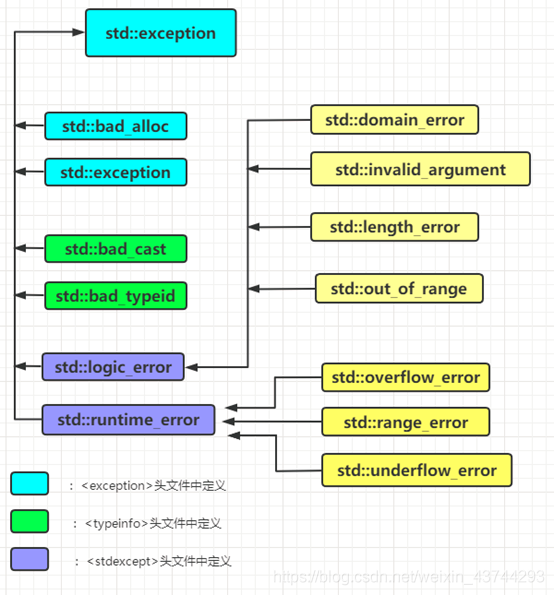 std::exception
std::bad_alloc
std::exception
std::bad_cast
std::bad_typeid
std::logic_error
std::runtime_error
std::domain_error
std::invalid_argument
std::length_error
std::out_of_range
std::overflow_error
std::range_error
std::underflow_error
：<exception>头文件中定义
：<typeinfo>头文件中定义
：<stdexcept>头文件中定义
https://blog.csdn.net/weixin_43744293